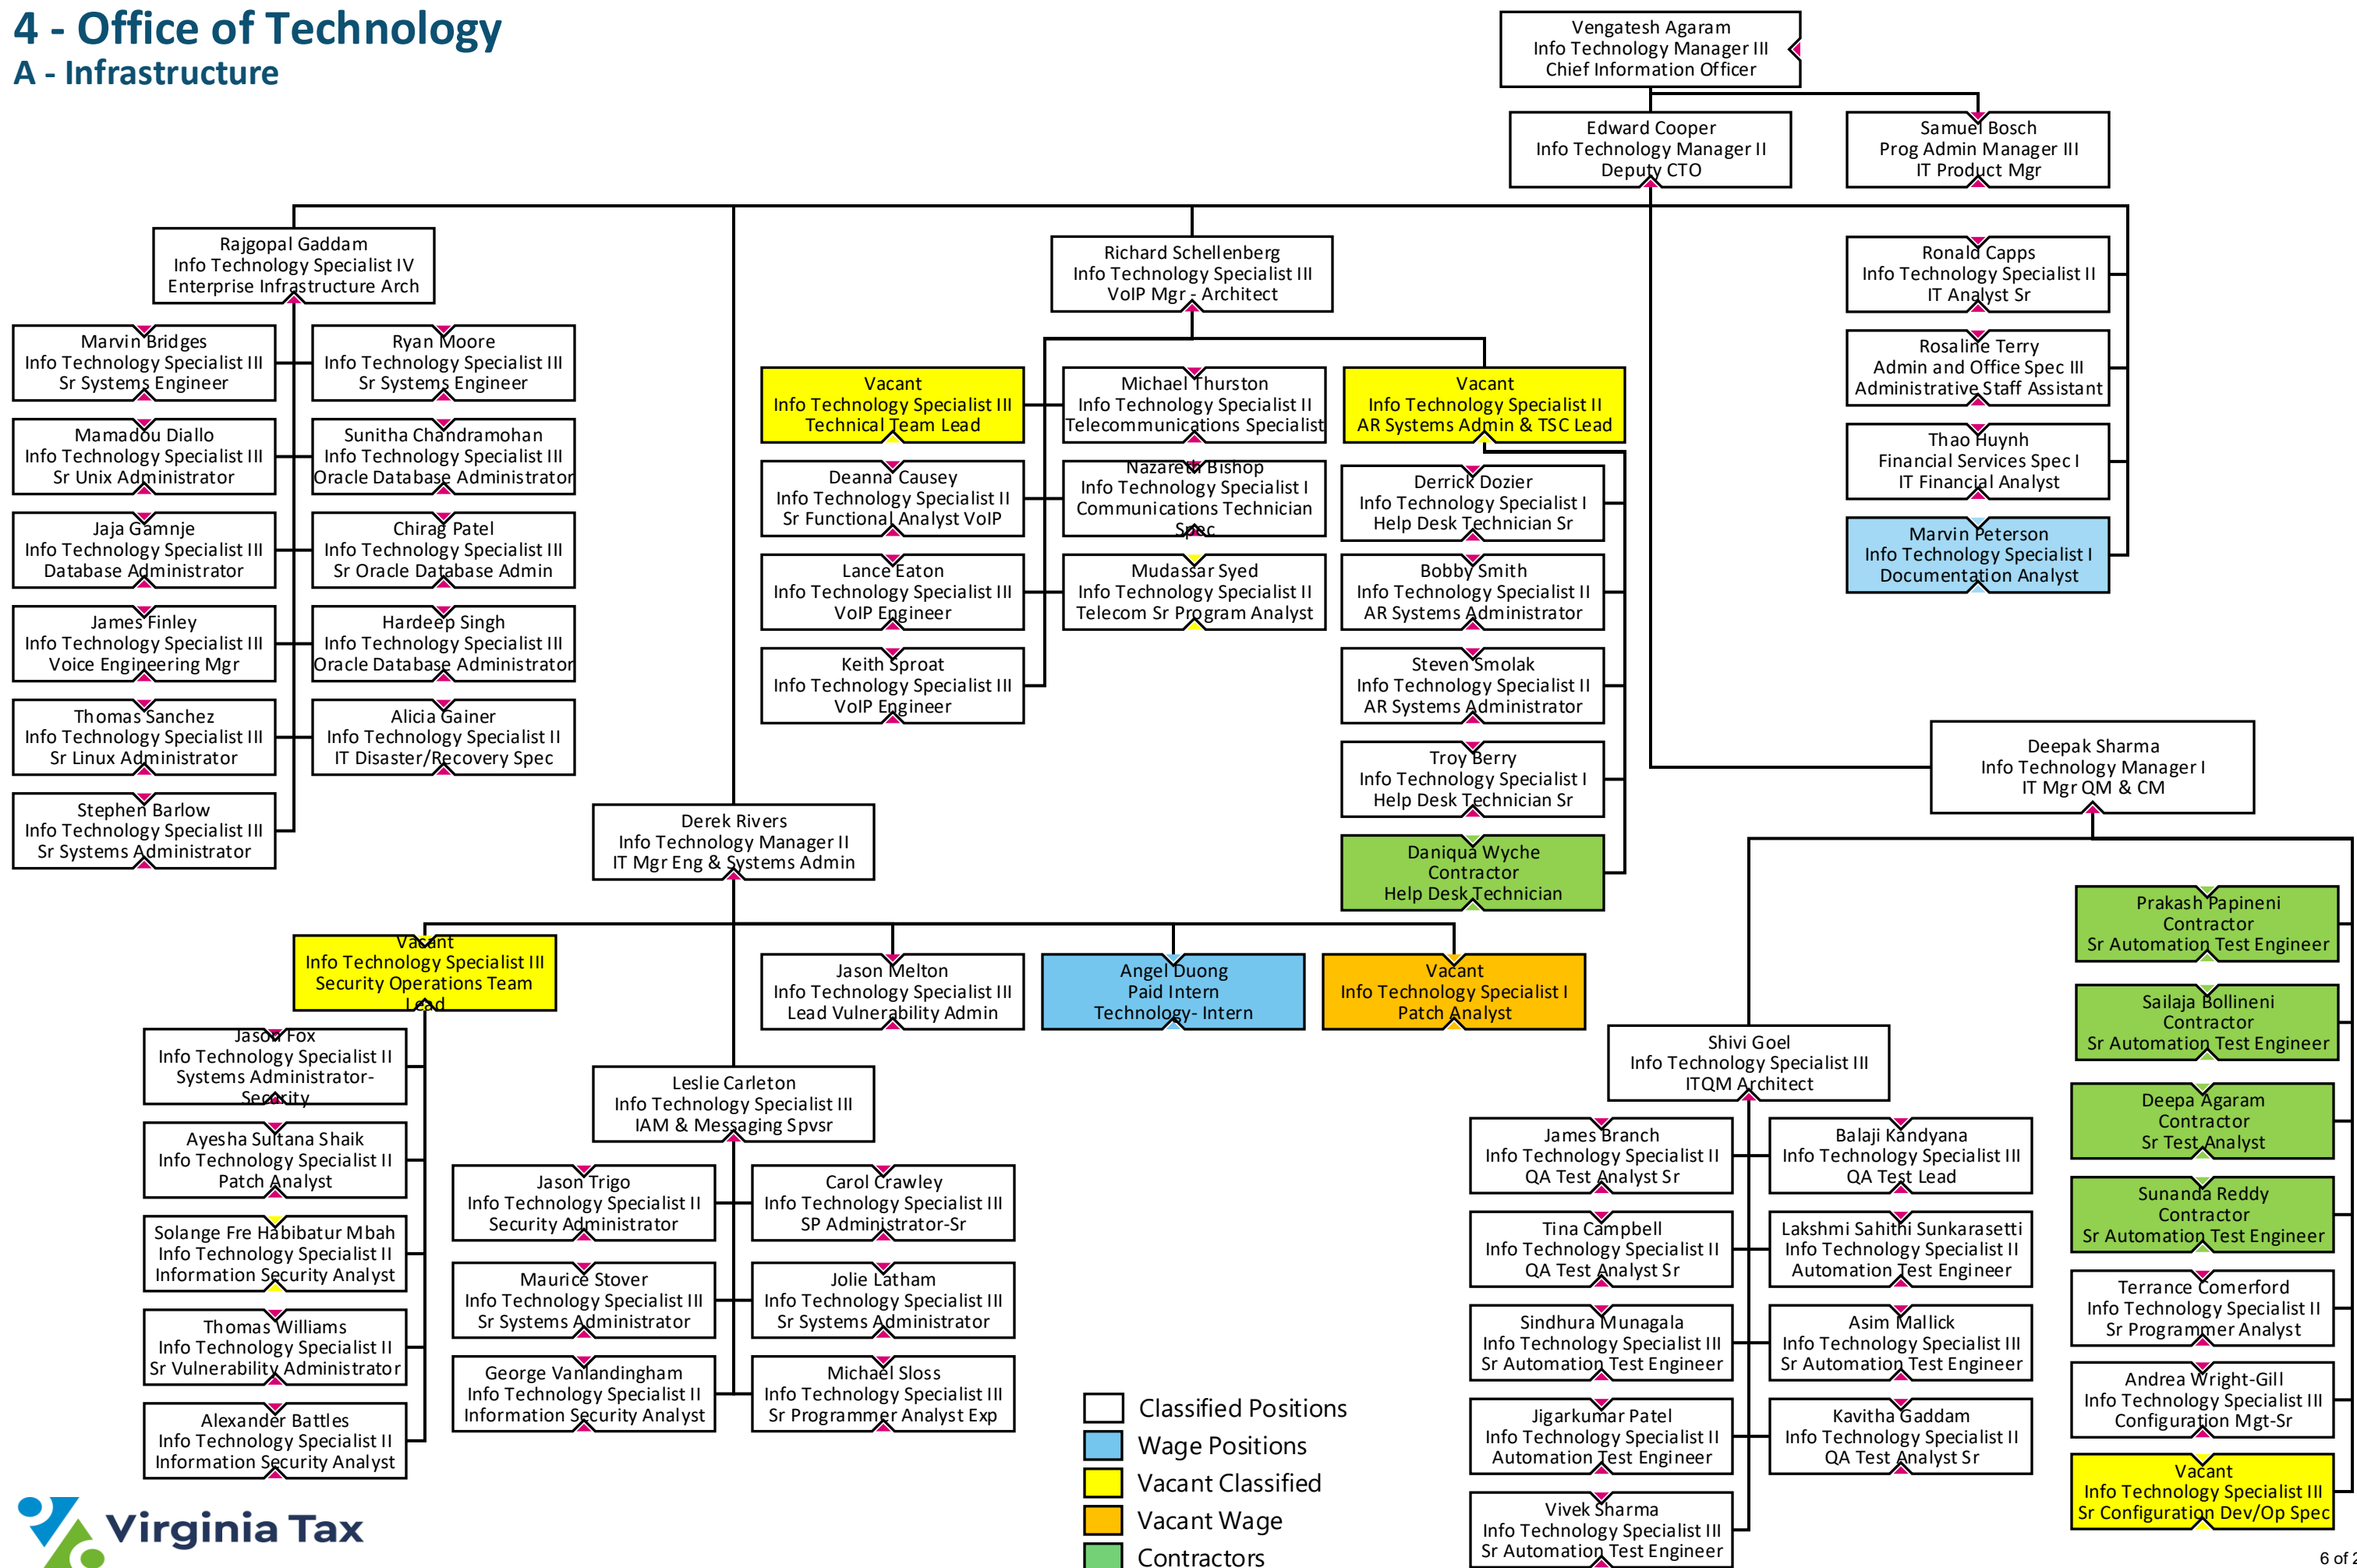 4 - Office of Technology
A - Infrastructure
Vengatesh Agaram
Info Technology Manager III
Chief Information Officer
Edward Cooper
Info Technology Manager II
Deputy CTO
Samuel Bosch
Prog Admin Manager III
IT Product Mgr
Rajgopal Gaddam
Info Technology Specialist IV
Enterprise Infrastructure Arch
Marvin Bridges
Info Technology Specialist III
Sr Systems Engineer
Ryan Moore
Info Technology Specialist III
Sr Systems Engineer
Mamadou Diallo
Info Technology Specialist III
Sr Unix Administrator
Sunitha Chandramohan
Info Technology Specialist III
Oracle Database Administrator
Jaja Gamnje
Info Technology Specialist III
Database Administrator
Chirag Patel
Info Technology Specialist III
Sr Oracle Database Admin
James Finley
Info Technology Specialist III
Voice Engineering Mgr
Hardeep Singh
Info Technology Specialist III
Oracle Database Administrator
Thomas Sanchez
Info Technology Specialist III
Sr Linux Administrator
Alicia Gainer
Info Technology Specialist II
IT Disaster/Recovery Spec
Stephen Barlow
Info Technology Specialist III
Sr Systems Administrator
Richard Schellenberg
Info Technology Specialist III
VoIP Mgr - Architect
Vacant
Info Technology Specialist III
Technical Team Lead
Michael Thurston
Info Technology Specialist II
Telecommunications Specialist
Vacant
Info Technology Specialist II
AR Systems Admin & TSC Lead
Deanna Causey
Info Technology Specialist II
Sr Functional Analyst VoIP
Nazareth Bishop
Info Technology Specialist I
Communications Technician
Spec
Lance Eaton
Info Technology Specialist III
VoIP Engineer
Mudassar Syed
Info Technology Specialist II
Telecom Sr Program Analyst
Keith Sproat
Info Technology Specialist III
VoIP Engineer
Derrick Dozier
Info Technology Specialist I
Help Desk Technician Sr
Bobby Smith
Info Technology Specialist II
AR Systems Administrator
Steven Smolak
Info Technology Specialist II
AR Systems Administrator
Troy Berry
Info Technology Specialist I
Help Desk Technician Sr
Daniqua Wyche
Contractor
Help Desk Technician
Ronald Capps
Info Technology Specialist II
IT Analyst Sr
Rosaline Terry
Admin and Office Spec III
Administrative Staff Assistant
Thao Huynh
Financial Services Spec I
IT Financial Analyst
Marvin Peterson
Info Technology Specialist I
Documentation Analyst
Derek Rivers
Info Technology Manager II
IT Mgr Eng & Systems Admin
Vacant
Info Technology Specialist III
Security Operations Team
Lead
Jason Melton
Info Technology Specialist III
Lead Vulnerability Admin
Angel Duong
Paid Intern
Technology- Intern
Vacant
Info Technology Specialist I
Patch Analyst
Jason Fox
Info Technology Specialist II
Systems Administrator-
Security
Ayesha Sultana Shaik
Info Technology Specialist II
Patch Analyst
Solange Fre Habibatur Mbah
Info Technology Specialist II
Information Security Analyst
Thomas Williams
Info Technology Specialist II
Sr Vulnerability Administrator
Alexander Battles
Info Technology Specialist II
Information Security Analyst
Leslie Carleton
Info Technology Specialist III
IAM & Messaging Spvsr
Jason Trigo
Info Technology Specialist II
Security Administrator
Carol Crawley
Info Technology Specialist III
SP Administrator-Sr
Maurice Stover
Info Technology Specialist III
Sr Systems Administrator
Jolie Latham
Info Technology Specialist III
Sr Systems Administrator
George Vanlandingham
Info Technology Specialist II
Information Security Analyst
Michael Sloss
Info Technology Specialist III
Sr Programmer Analyst Exp
Deepak Sharma
Info Technology Manager I
IT Mgr QM & CM
Shivi Goel
Info Technology Specialist III
ITQM Architect
James Branch
Info Technology Specialist II
QA Test Analyst Sr
Balaji Kandyana
Info Technology Specialist III
QA Test Lead
Tina Campbell
Info Technology Specialist II
QA Test Analyst Sr
Lakshmi Sahithi Sunkarasetti
Info Technology Specialist II
Automation Test Engineer
Sindhura Munagala
Info Technology Specialist III
Sr Automation Test Engineer
Asim Mallick
Info Technology Specialist III
Sr Automation Test Engineer
Jigarkumar Patel
Info Technology Specialist II
Automation Test Engineer
Kavitha Gaddam
Info Technology Specialist II
QA Test Analyst Sr
Vivek Sharma
Info Technology Specialist III
Sr Automation Test Engineer
Prakash Papineni
Contractor
Sr Automation Test Engineer
Sailaja Bollineni
Contractor
Sr Automation Test Engineer
Deepa Agaram
Contractor
Sr Test Analyst
Sunanda Reddy
Contractor
Sr Automation Test Engineer
Terrance Comerford
Info Technology Specialist II
Sr Programmer Analyst
Andrea Wright-Gill
Info Technology Specialist III
Configuration Mgt-Sr
Vacant
Info Technology Specialist III
Sr Configuration Dev/Op Spec
Classified Positions
Wage Positions
Vacant Classified
Vacant Wage
Contractors
Virginia Tax
6 of 2